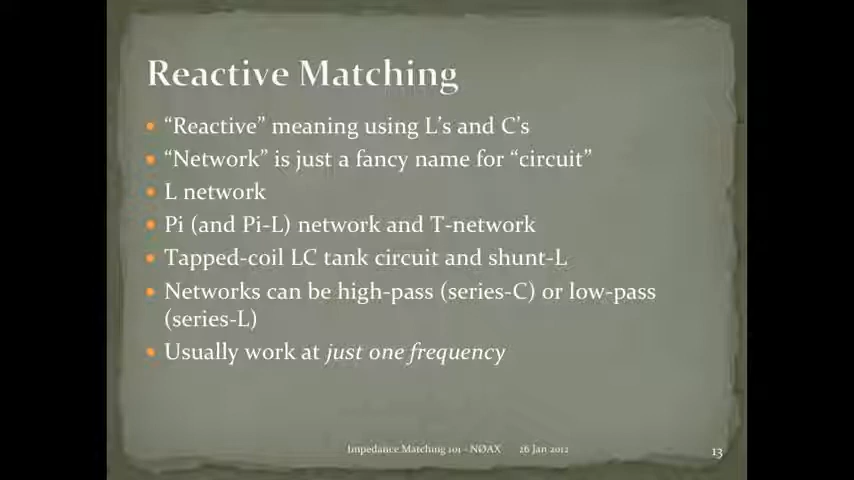 Reactive Matching
• “Reactive” meaning using L’s and C’s
• “Network” is just a fancy name for “circuit”
• L network
• Pi (and Pi-L) network and T-network
• Tapped-coil LC tank circuit and shunt-L
• Networks can be high-pass (series-C) or low-pass
(series-L)
• Usually work at just one frequency
Impedance Matching 101 - NØAX 26 Jan 2012 13